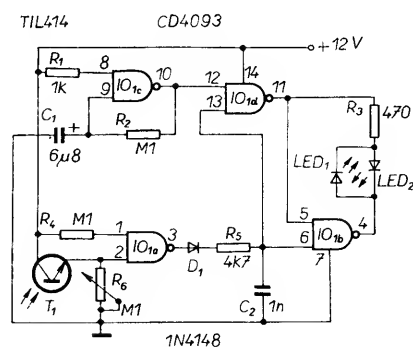 TIL414
CD4093
+12V
R1
1k
8
9
IO1c
10
12
13
14
IO1d
11
C1
+
6μ8
R2
M1
R3
470
LED1
LED2
R4
M1
1
2
IO1a
3
D1
R5
4k7
5
6
7
IO1b
4
T1
R6
M1
C2
1n
1N4148